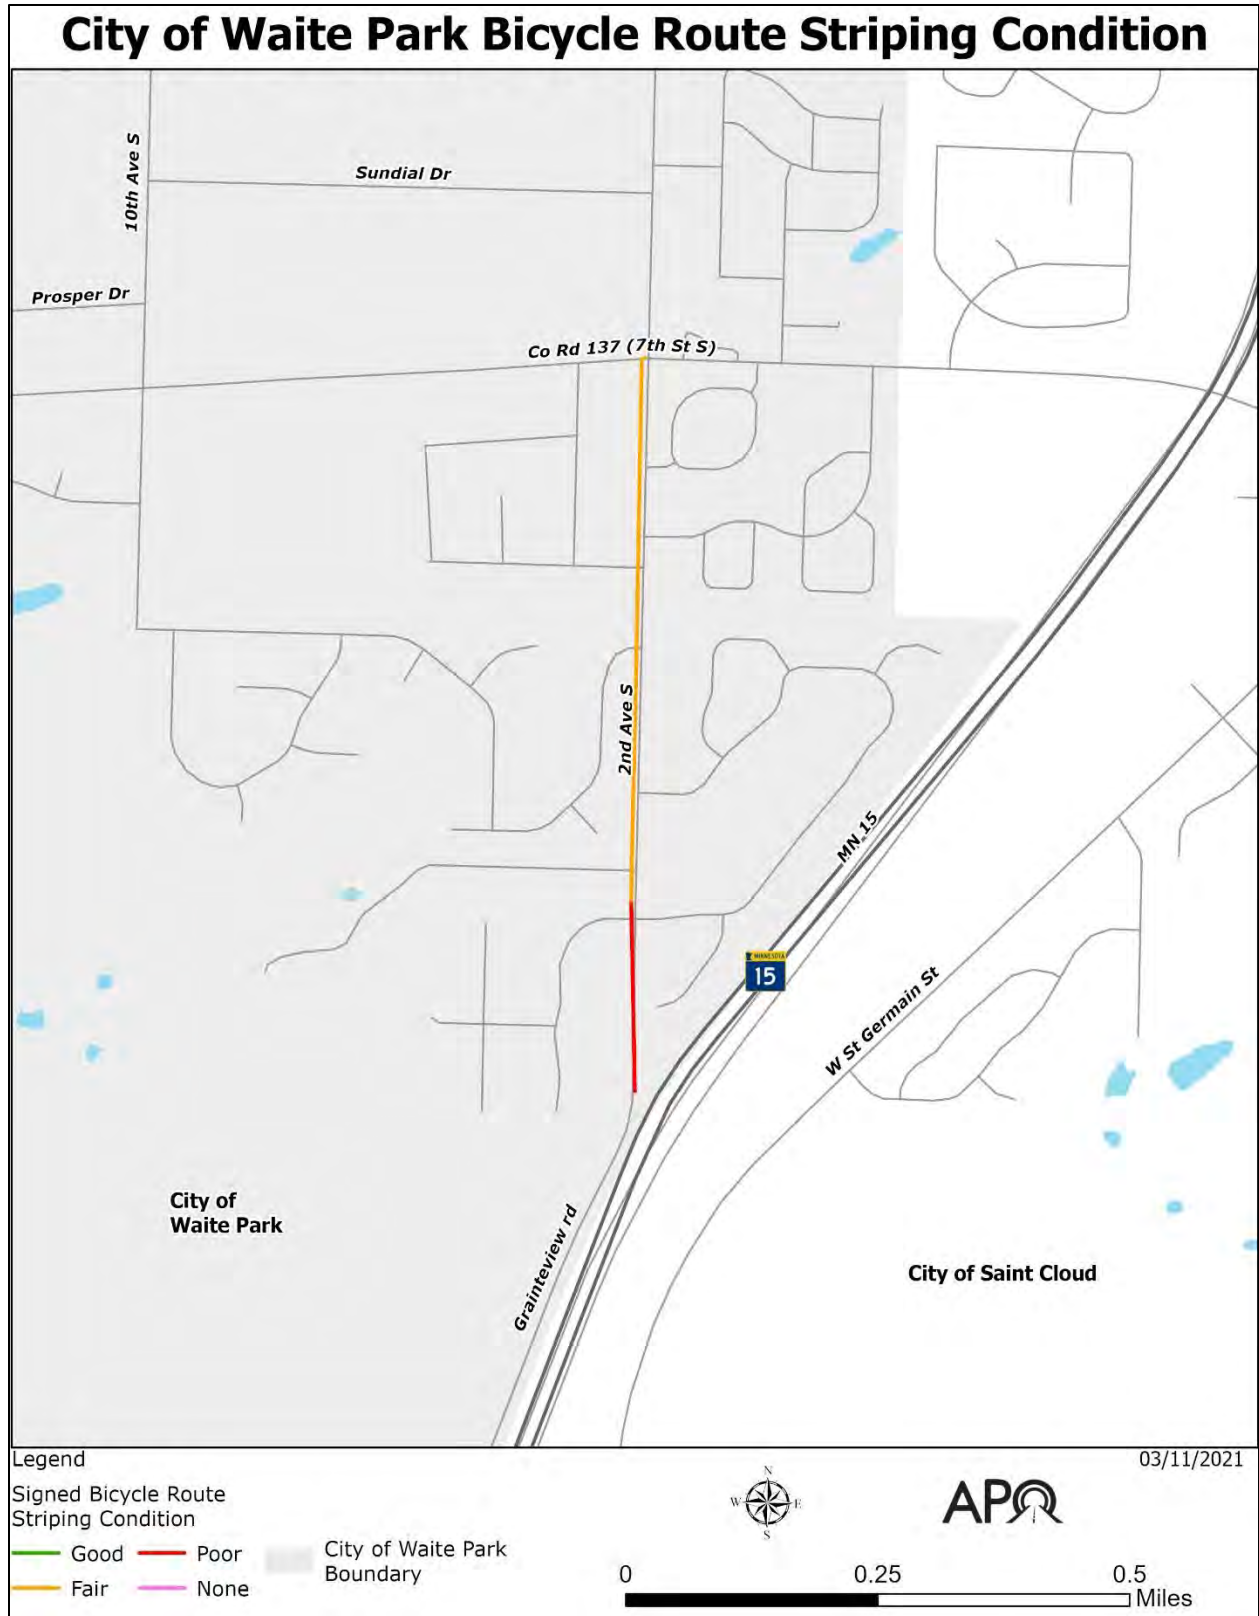 City of Waite Park Bicycle Route Striping Condition
10th Ave S
Sundial Dr
Prosper Dr
Co Rd 137 (7th St S)
2nd Ave S
MN 15
MINNESOTA
15
W St Germain St
City of
Waite Park
Grainteview rd
City of Saint Cloud
Legend
03/11/2021
Signed Bicycle Route
Striping Condition
Good
Poor
Fair
None
City of Waite Park
Boundary
N
W
E
S
APO
0
0.25
0.5
Miles